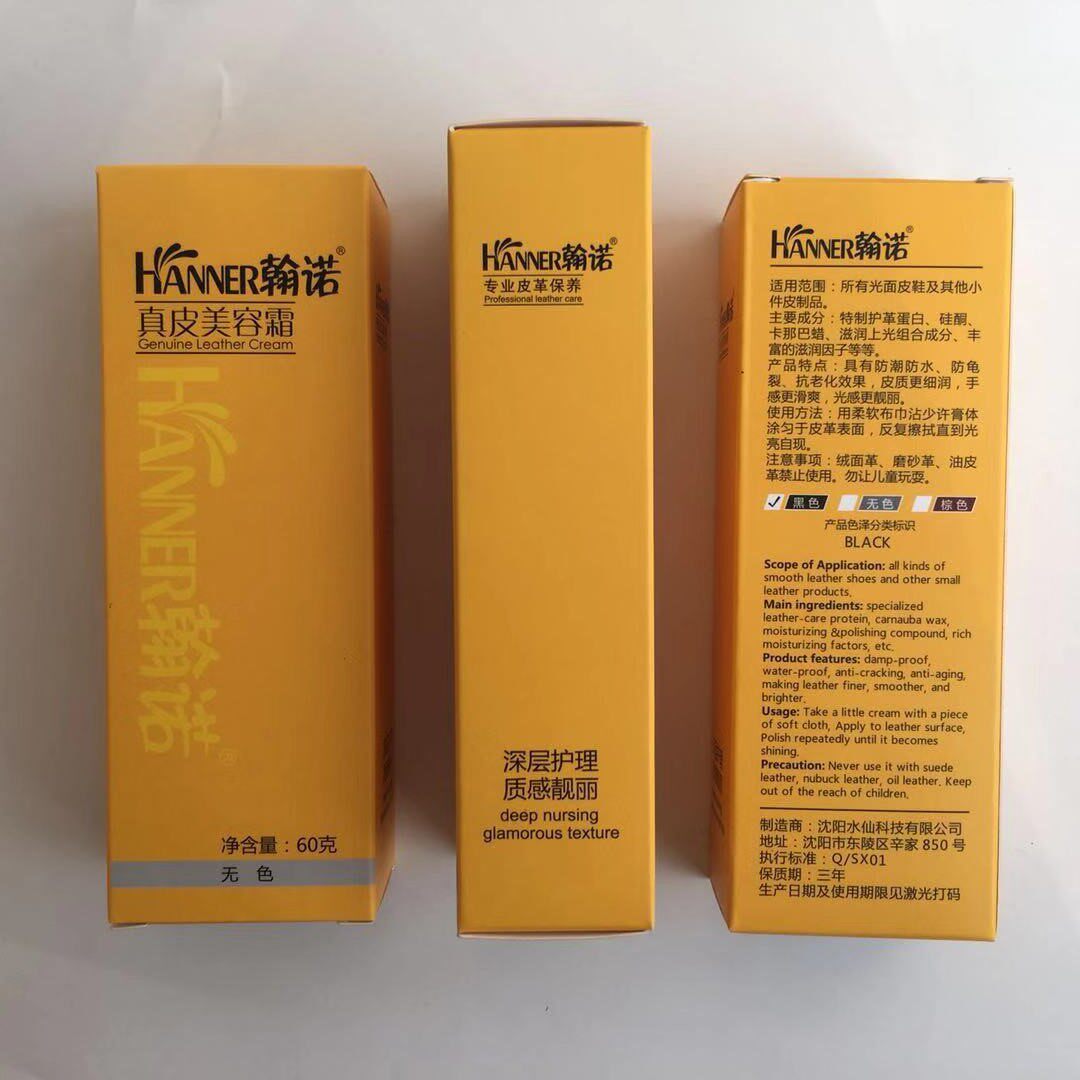 HANNER翰诺®
真皮美容霜
Genuine Leather Cream
HANNER翰诺®
净含量：60克
无 色
HANNER翰诺®
专业皮革保养
Professional leather care
深层护理
质感靓丽
deep nursing
glamorous texture
HANNER翰诺®
适用范围：所有光面皮鞋及其他小
件皮制品。
主要成分：特制护革蛋白、硅酮、
卡那巴蜡、滋润上光组合成分、丰
富的滋润因子等等。
产品特点：具有防潮防水、防龟
裂、抗老化效果，皮质更细润，手
感更滑爽，光感更靓丽。
使用方法：用柔软布巾沾少许膏体
涂匀于皮革表面，反复擦拭直到光
亮自现。
注意事项：绒面革、磨砂革、油皮
革禁止使用。勿让儿童玩耍。
✓ 黑色 无色 棕色
产品色泽分类标识
BLACK
Scope of Application: all kinds of
smooth leather shoes and other small
leather products.
Main ingredients: specialized
leather-care protein, carnauba wax,
moisturizing &polishing compound, rich
moisturizing factors, etc.
Product features: damp-proof,
water-proof, anti-cracking, anti-aging,
making leather finer, smoother, and
brighter.
Usage: Take a little cream with a piece
of soft cloth, Apply to leather surface,
Polish repeatedly until it becomes
shining.
Precaution: Never use it with suede
leather, nubuck leather, oil leather. Keep
out of the reach of children.
制造商：沈阳水仙科技有限公司
地址：沈阳市东陵区辛家 850 号
执行标准：Q/SX01
保质期：三年
生产日期及使用期限见激光打码